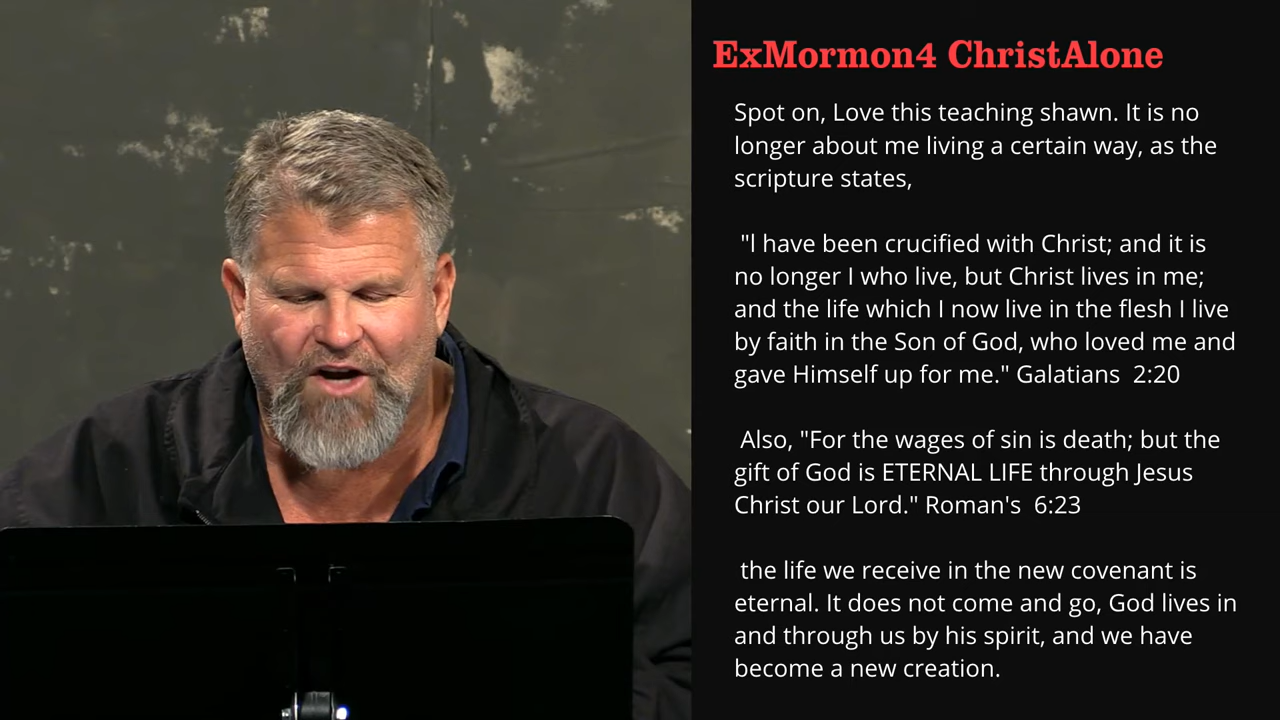 ExMormon4 ChristAlone
Spot on, Love this teaching shawn. It is no
longer about me living a certain way, as the
scripture states,
"l have been crucified with Christ; and it is
no longer I who live, but Christ lives in me;
and the life which I now live in the flesh I live
by faith in the Son of God, who loved me and
gave Himself up for me." Galatians 2:20
Also, "For the wages of sin is death; but the
gift of God is ETERNAL LIFE through Jesus
Christ our Lord." Roman's 6:23
the life we receive in the new covenant is
eternal. It does not come and go, God lives in
and through us by his spirit, and we have
become a new creation.